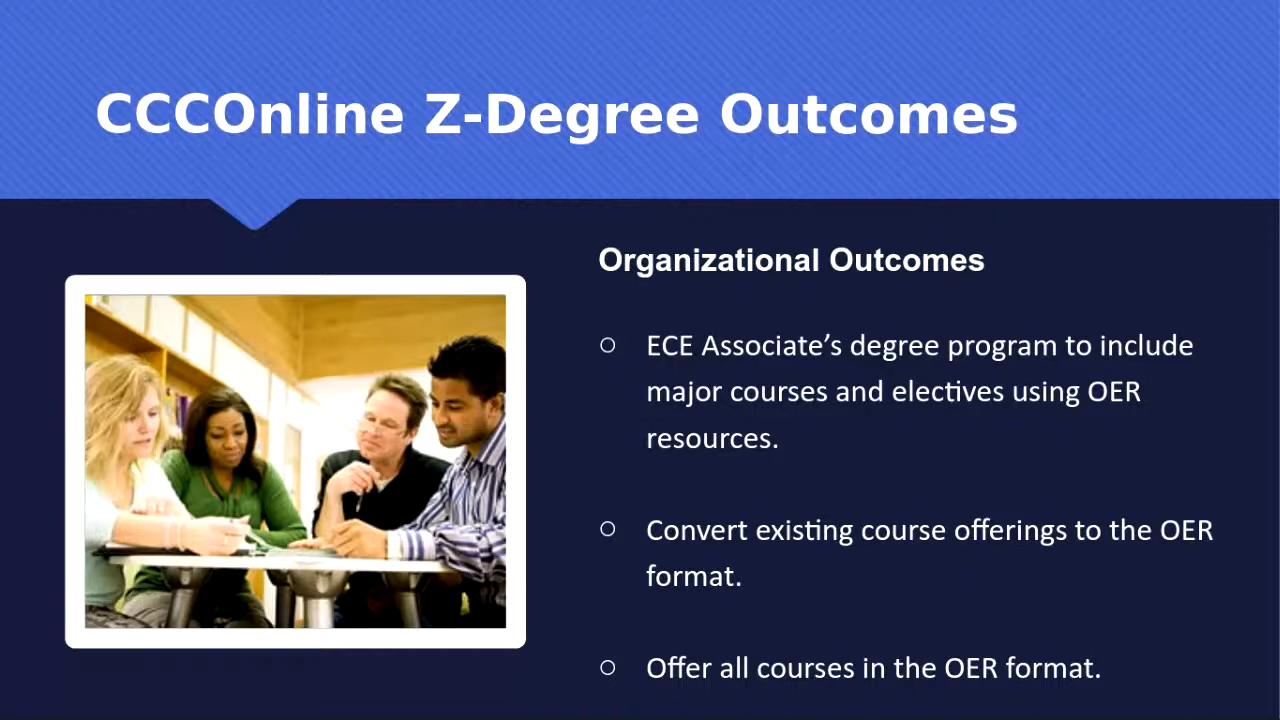 CCCOnline Z-Degree Outcomes
Organizational Outcomes
○ ECE Associate’s degree program to include
major courses and electives using OER
resources.
○ Convert existing course offerings to the OER
format.
○ Offer all courses in the OER format.